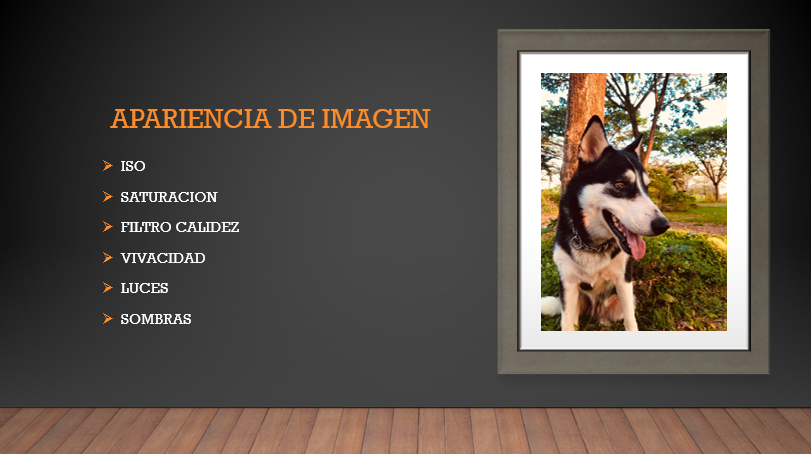 APARIENCIA DE IMAGEN
ISO
SATURACION
FILTRO CALIDEZ
VIVACIDAD
LUCES
SOMBRAS